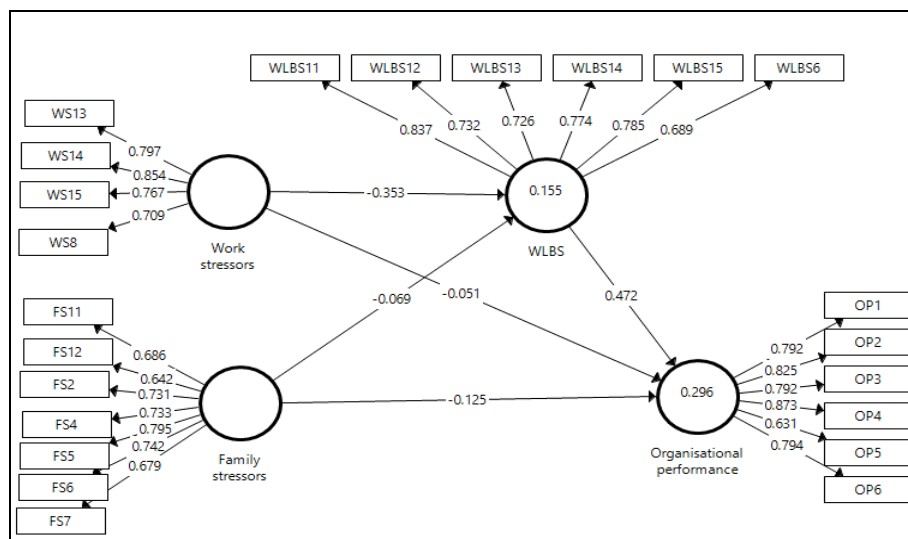 WLBS11
WLBS12
WLBS13
WLBS14
WLBS15
WLBS6
0.837
0.732
0.726
0.774
0.785
0.689
WS13
WS14
WS15
WS8
0.797
0.854
0.767
0.709
Work
stressors
-0.353
0.155
WLBS
-0.069
-0.051
0.472
FS11
FS12
FS2
FS4
FS5
FS6
FS7
0.686
0.642
0.731
0.733
0.795
0.742
0.679
Family
stressors
-0.125
0.296
Organisational
performance
0.792
0.825
0.792
0.873
0.631
0.794
OP1
OP2
OP3
OP4
OP5
OP6